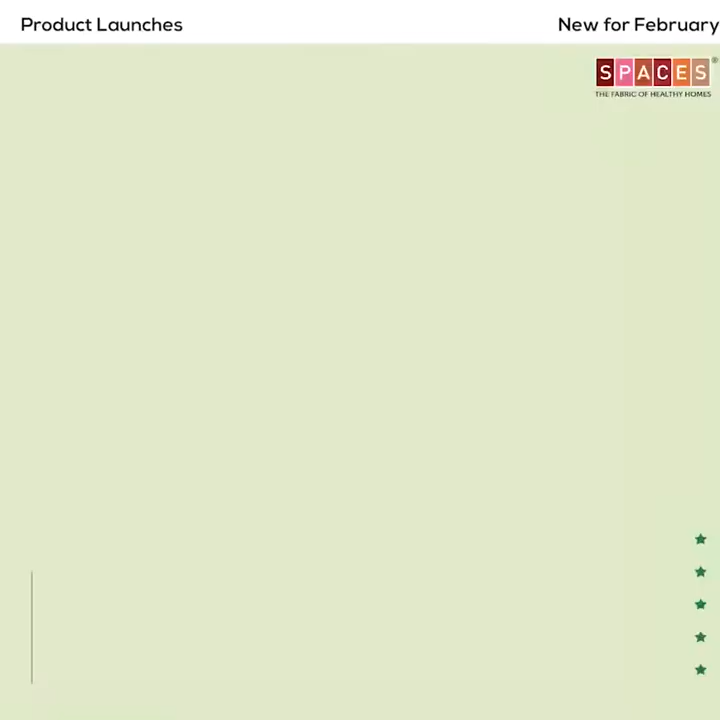 Product Launches
New for February
SPACES®
THE FABRIC OF HEALTHY HOMES